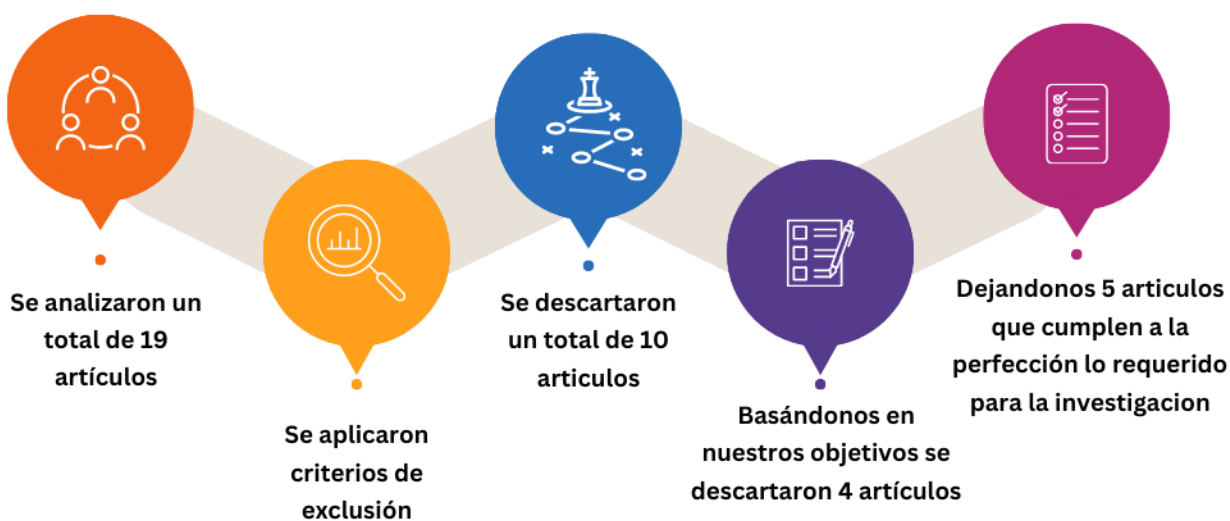 Se analizaron un
total de 19
artículos
Se aplicaron
criterios de
exclusión
Se descartaron
un total de 10
articulos
Basándonos en
nuestros objetivos se
descartaron 4 artículos
Dejandonos 5 articulos
que cumplen a la
perfección lo requerido
para la investigacion